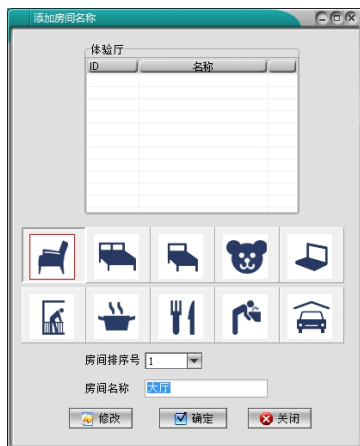 添加房间名称
体验厅
ID 名称
房间排序号 1
房间名称 大厅
修改 确定 关闭